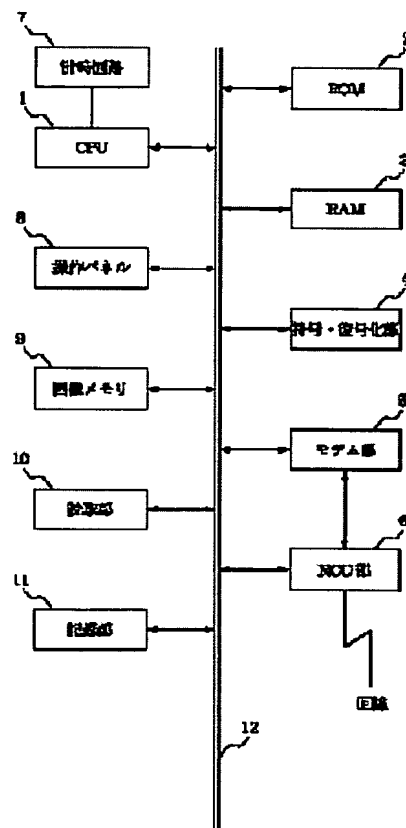 7
計時回路
1
CPU
8
操作パネル
9
画像メモリ
10
読取部
11
記録部
ROM
RAM
符号・復号化部
モデム部
6
NCU部
回線
12